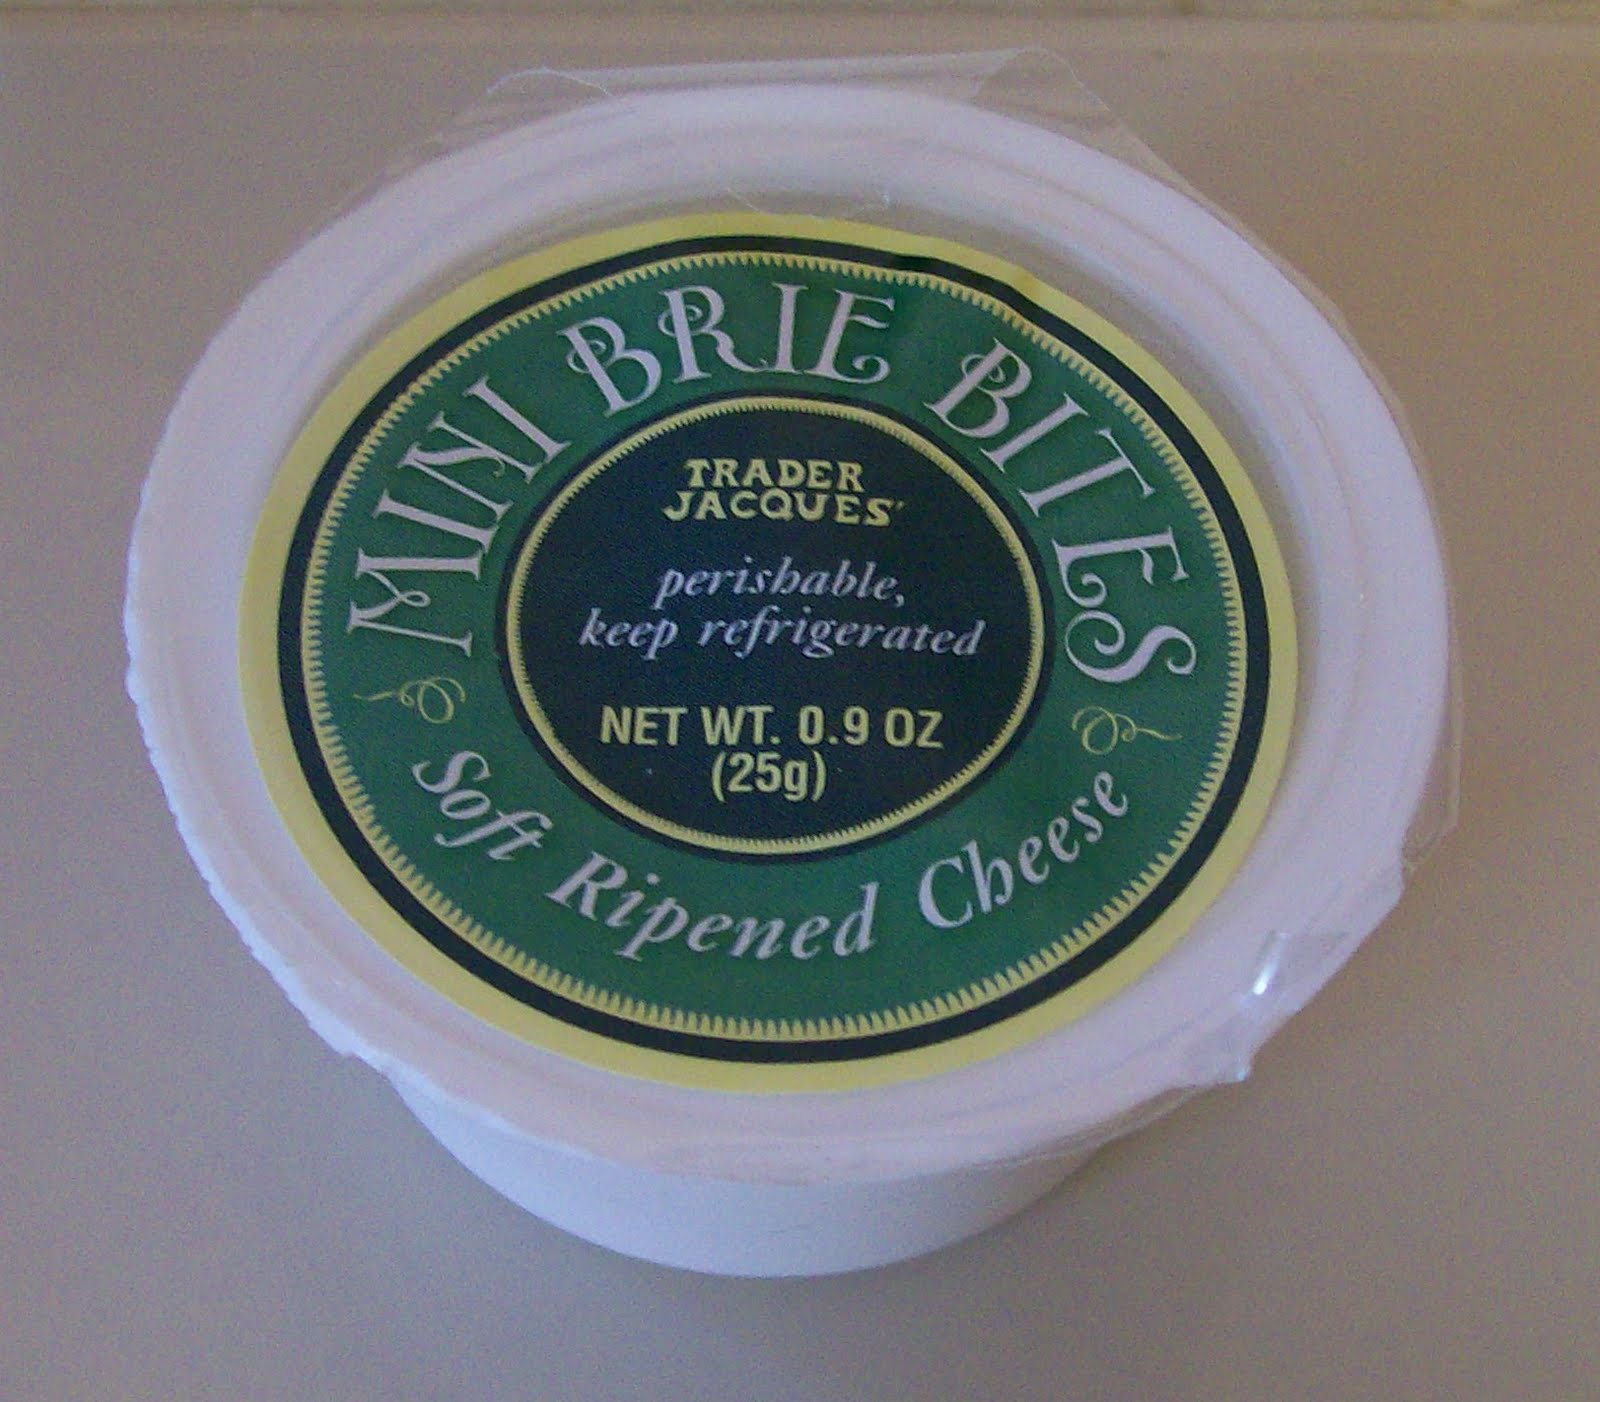 MINI BRIE BITES
TRADER
JACQUES'
perishable,
keep refrigerated
NET WT. 0.9 OZ
(25g)
Soft Ripened Cheese